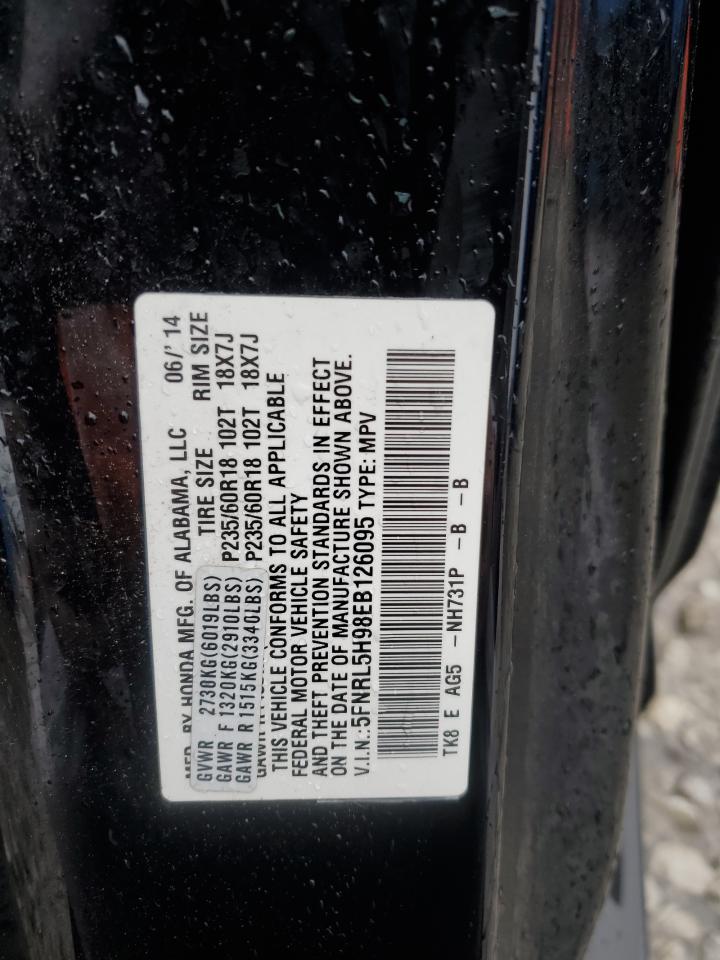 MFD. BY HONDA MFG. OF ALABAMA, LLC 06/' 14
TIRE SIZE RIM SIZE
GVWR 2730KG(6019LBS)
GAWR F 1320KG(2910LBS) P235/60R18 102T 18X7J
GAWR R 1515KG(3340LBS) P235/60R18 102T 18X7J
THIS VEHICLE CONFORMS TO ALL APPLICABLE
FEDERAL MOTOR VEHICLE SAFETY
AND THEFT PREVENTION STANDARDS IN EFFECT
ON THE DATE OF MANUFACTURE SHOWN ABOVE.
V.I.N.:5FNRL5H98EB126095 TYPE: MPV
TK8 E AG5 -NH731P -B -B